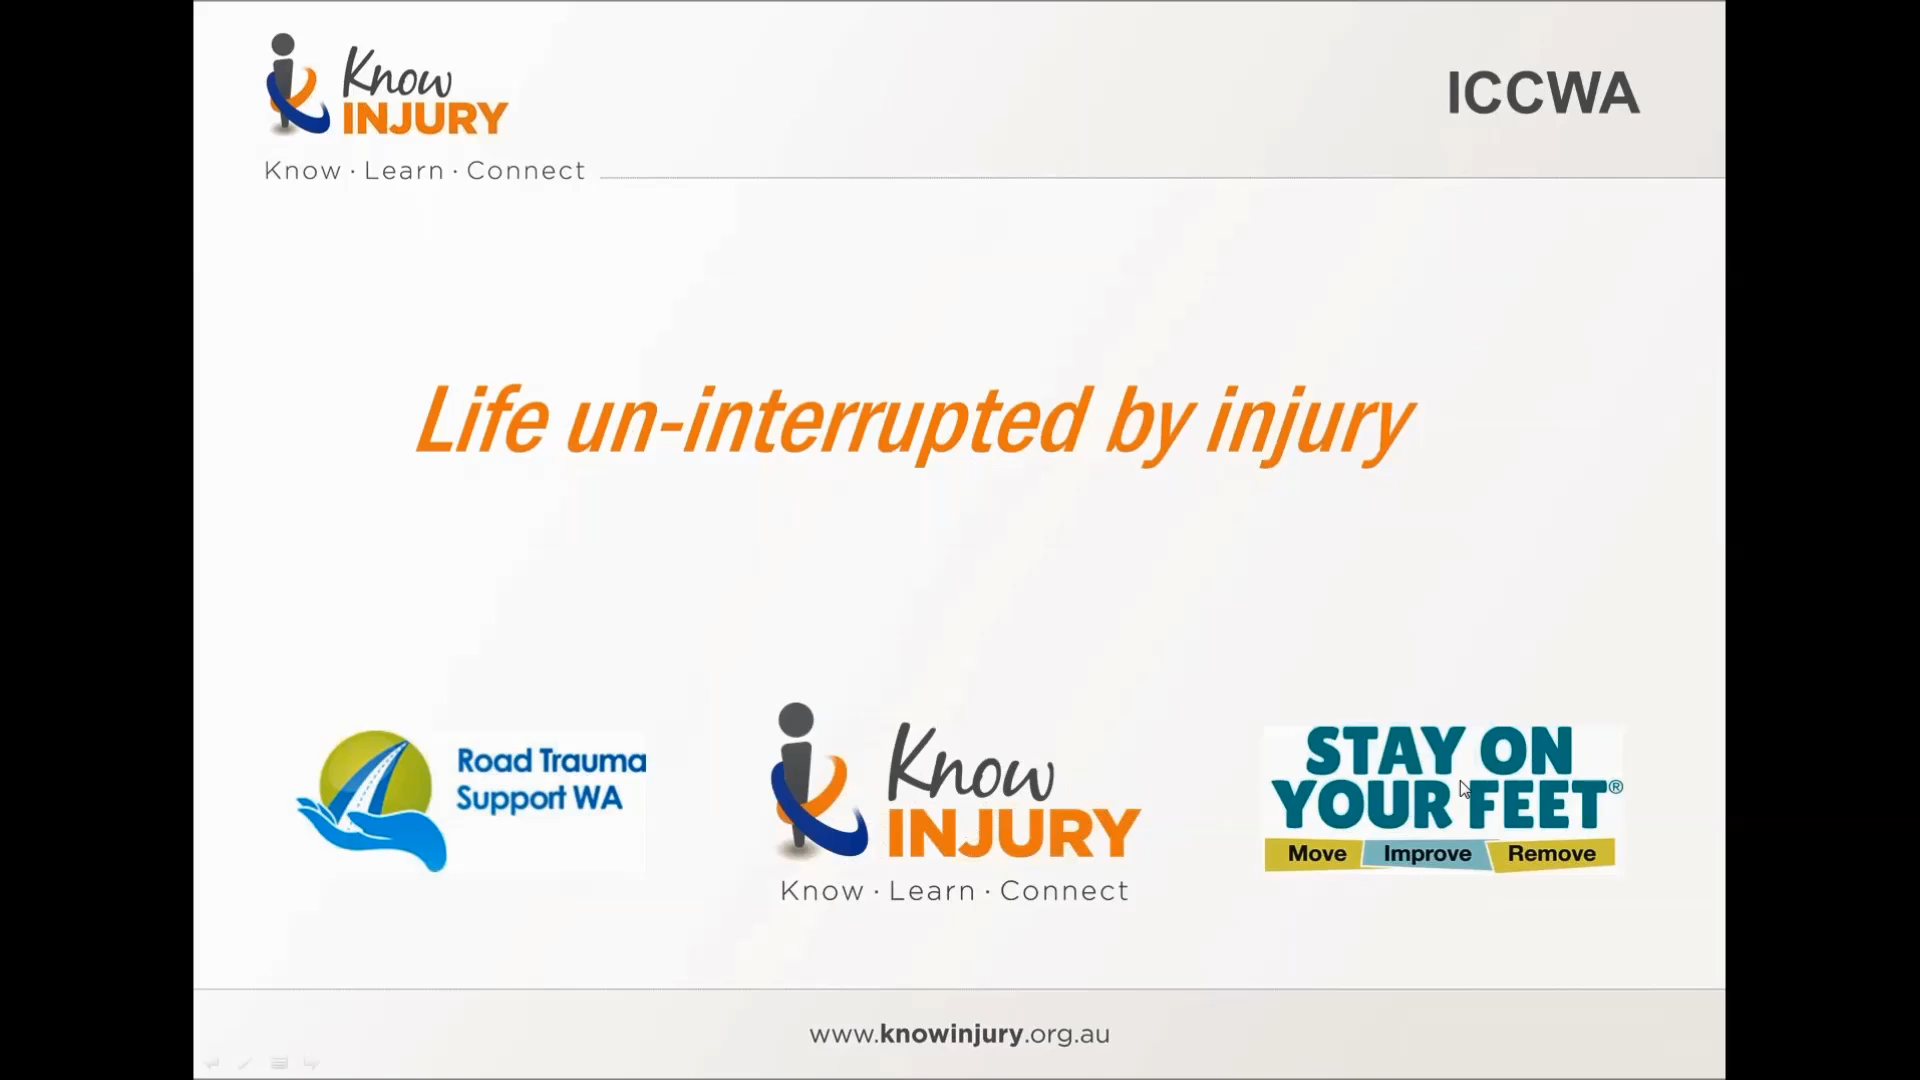 Know
INJURY
Know · Learn · Connect
ICCWA
Life un-interrupted by injury
Road Trauma
Support WA
Know
INJURY
Know · Learn · Connect
STAY ON
YOUR FEET®
Move Improve Remove
www.knowinjury.org.au